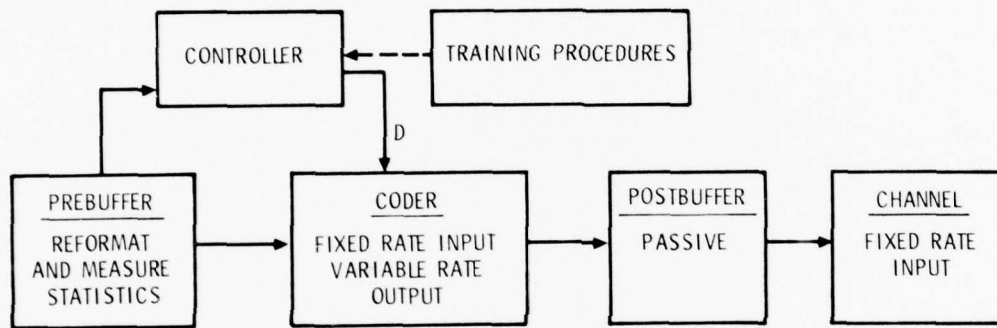 CONTROLLER
TRAINING PROCEDURES
D
PREBUFFER
REFORMAT
AND MEASURE
STATISTICS
CODER
FIXED RATE INPUT
VARIABLE RATE
OUTPUT
POSTBUFFER
PASSIVE
CHANNEL
FIXED RATE
INPUT